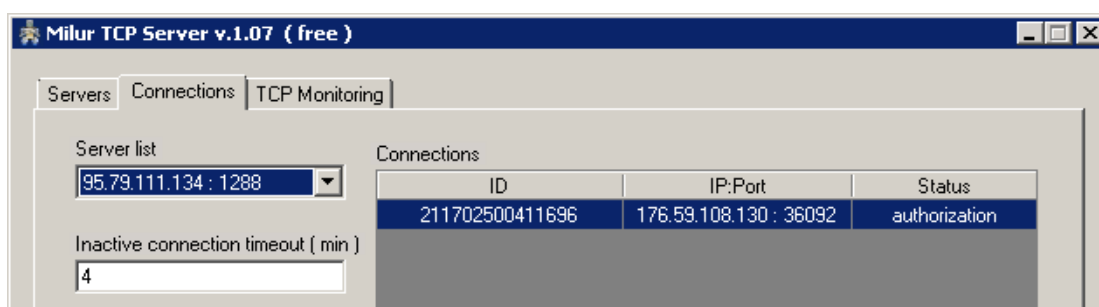 Milur TCP Server v.1.07 ( free )
Servers Connections TCP Monitoring
Server list
95.79.111.134 : 1288
Inactive connection timeout ( min )
4
Connections
ID IP:Port Status
211702500411696 176.59.108.130 : 36092 authorization